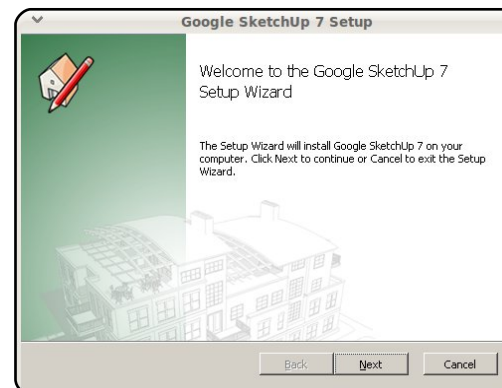 Google SketchUp 7 Setup
Welcome to the Google SketchUp 7
Setup Wizard
The Setup Wizard will install Google SketchUp 7 on your
computer. Click Next to continue or Cancel to exit the Setup
Wizard.
Back Next Cancel